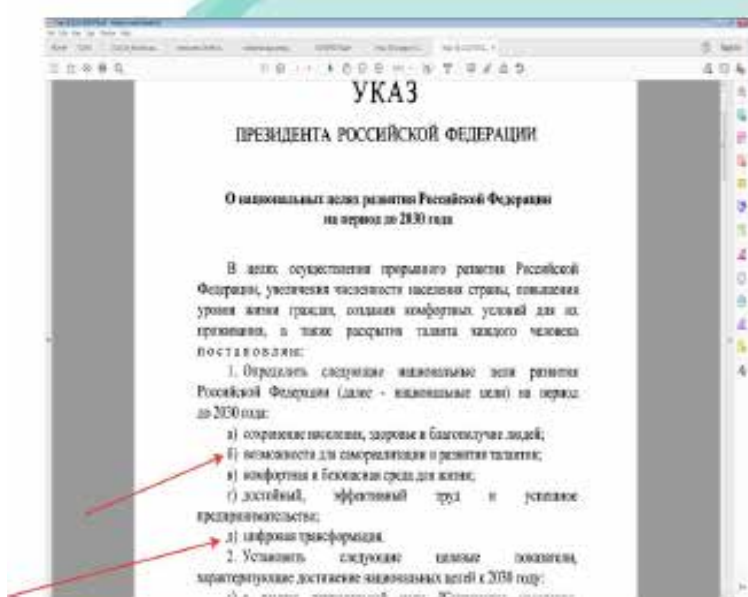 УКАЗ
ПРЕЗИДЕНТА РОССИЙСКОЙ ФЕДЕРАЦИИ
О национальных целях развития Российской Федерации
на период до 2030 года
В целях осуществления прорывного развития Российской
Федерации, увеличения численности населения страны, повышения
уровня жизни граждан, создания комфортных условий для их
проживания, а также раскрытия таланта каждого человека
постановляю:
1. Определить следующие национальные цели развития
Российской Федерации (далее - национальные цели) на период
до 2030 года:
а) сохранение населения, здоровье и благополучие людей;
б) возможности для самореализации и развития талантов;
в) комфортная и безопасная среда для жизни;
г) достойный, эффективный труд и успешное
предпринимательство;
д) цифровая трансформация.
2. Установить следующие целевые показатели,
характеризующие достижение национальных целей к 2030 году: